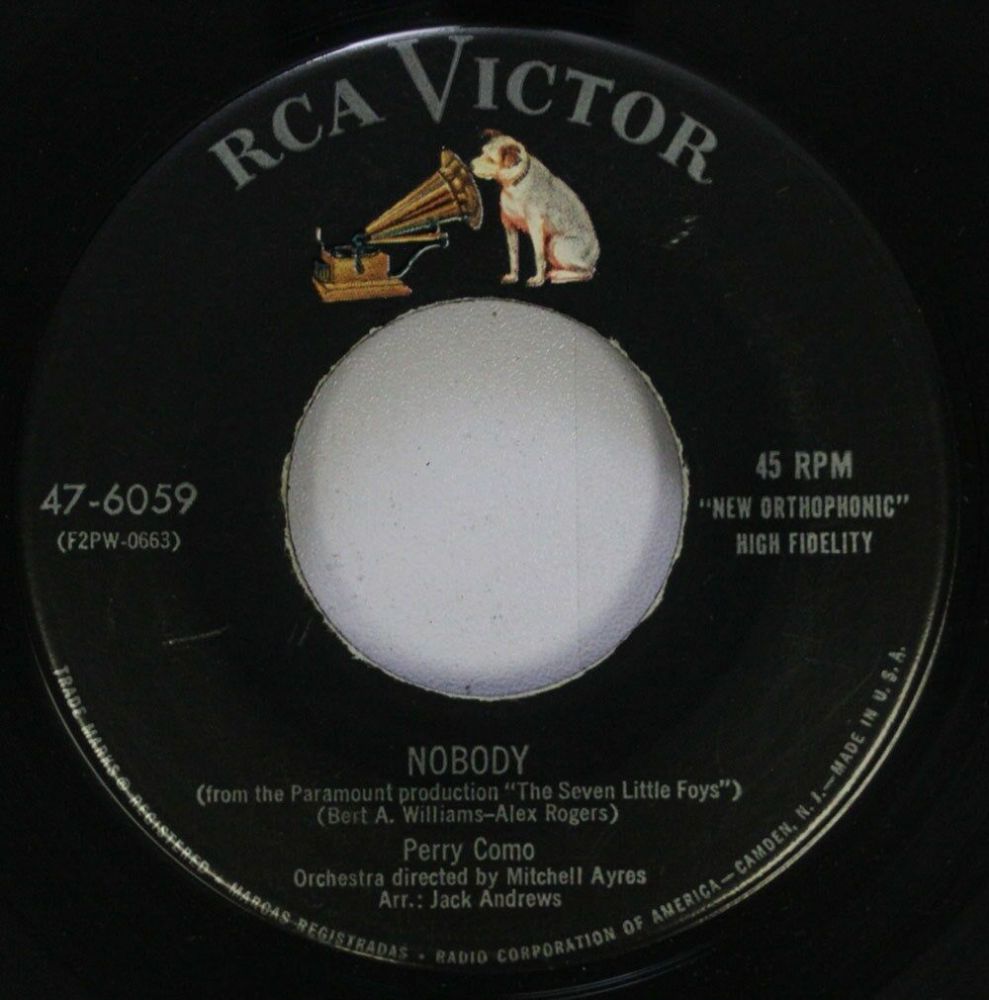 RCA VICTOR
47-6059
(F2PW-0663)
45 RPM
"NEW ORTHOPHONIC"
HIGH FIDELITY
NOBODY
(from the Paramount production "The Seven Little Foys")
(Bert A. Williams–Alex Rogers)
Perry Como
Orchestra directed by Mitchell Ayres
Arr.: Jack Andrews
TRADE MARKS ® REGISTERED • MARCAS REGISTRADAS • RADIO CORPORATION OF AMERICA—CAMDEN, N. J.—MADE IN U. S. A.